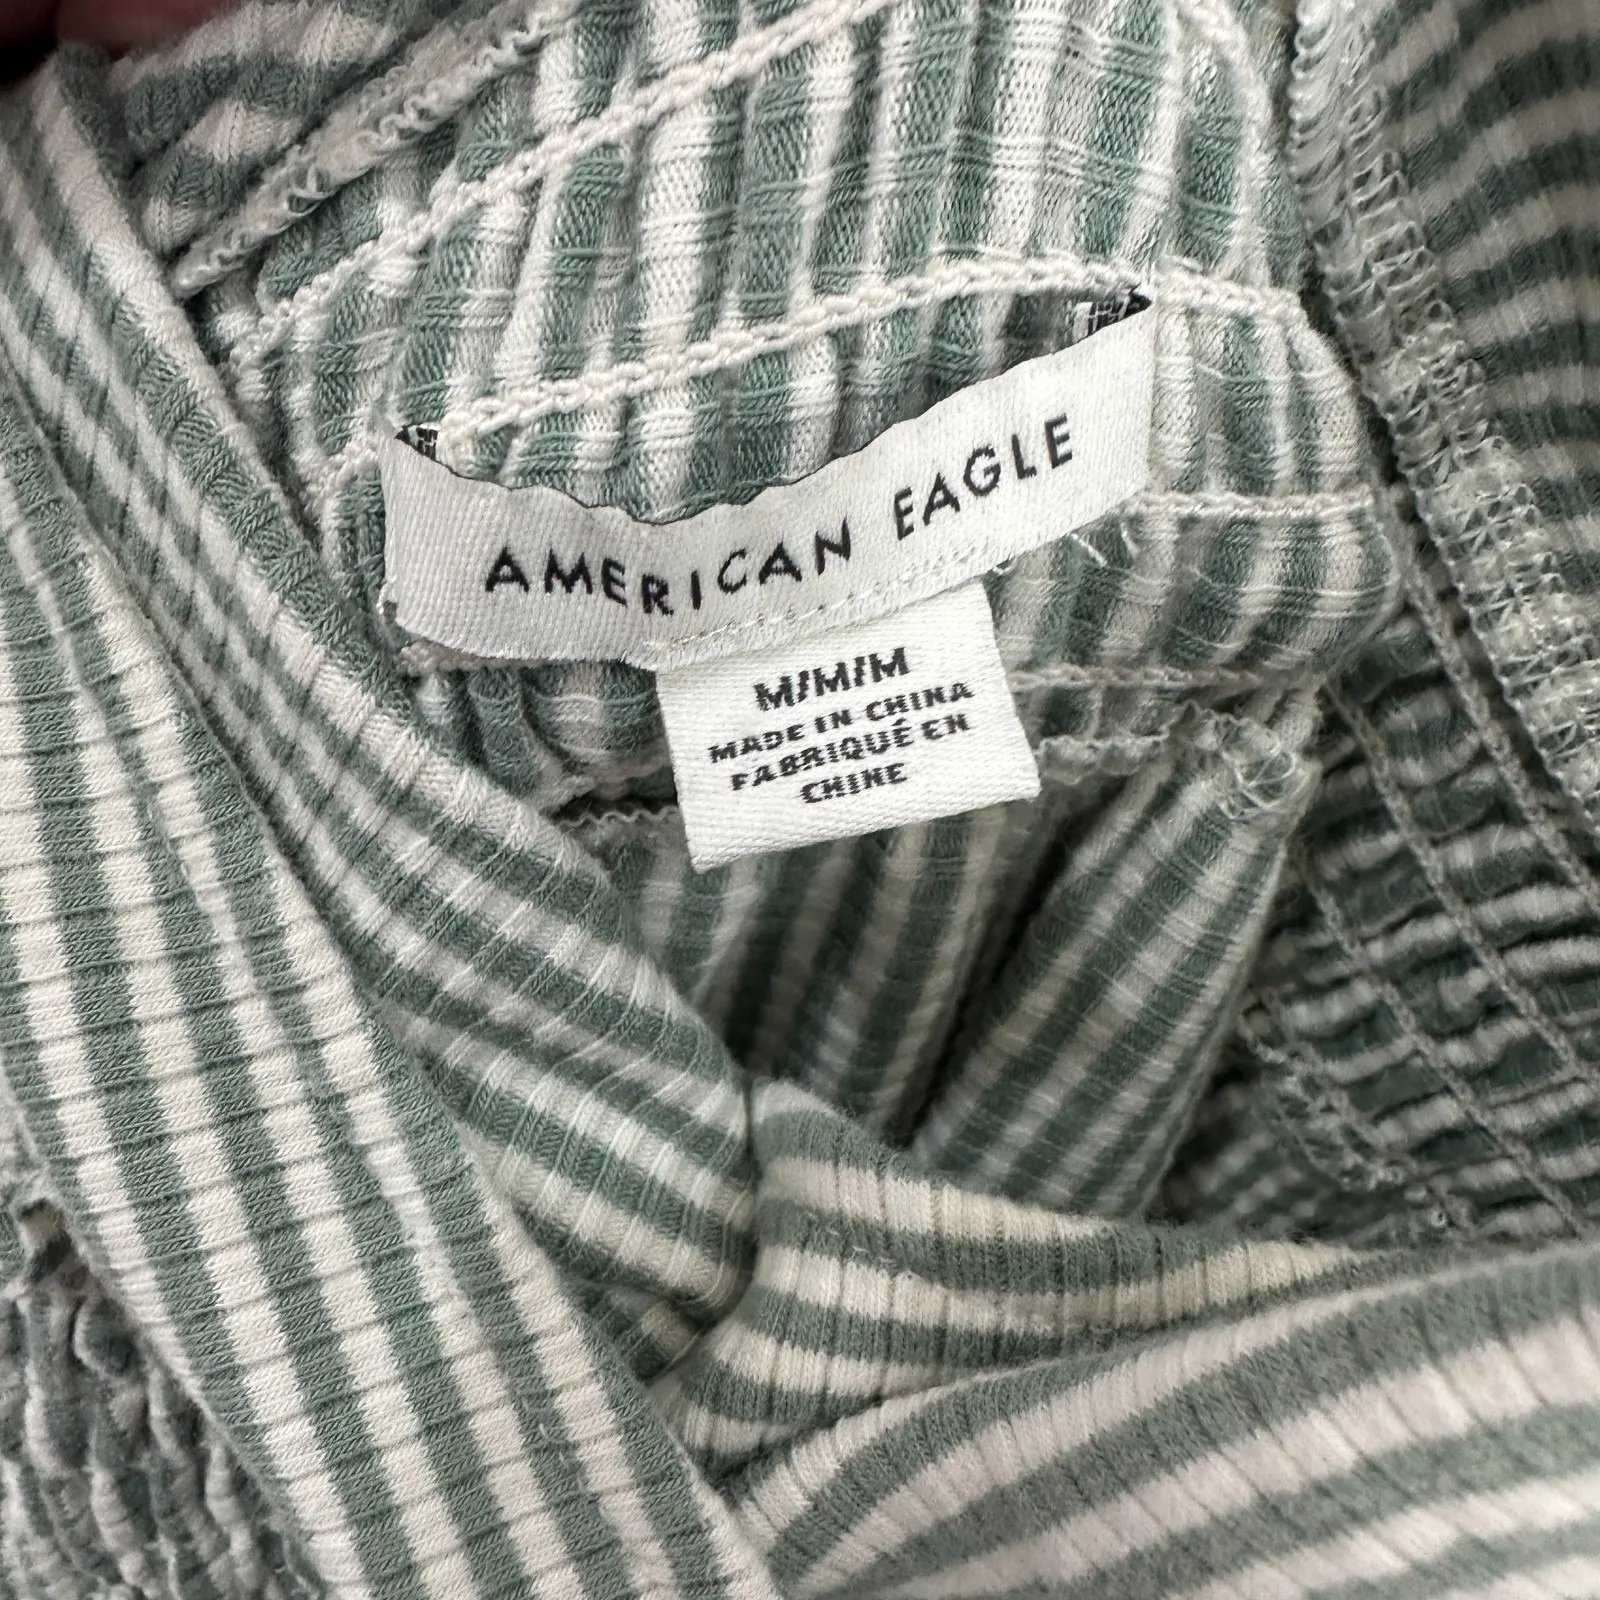 AMERICAN EAGLE
M/M/M
MADE IN CHINA
FABRIQUÉ EN
CHINE